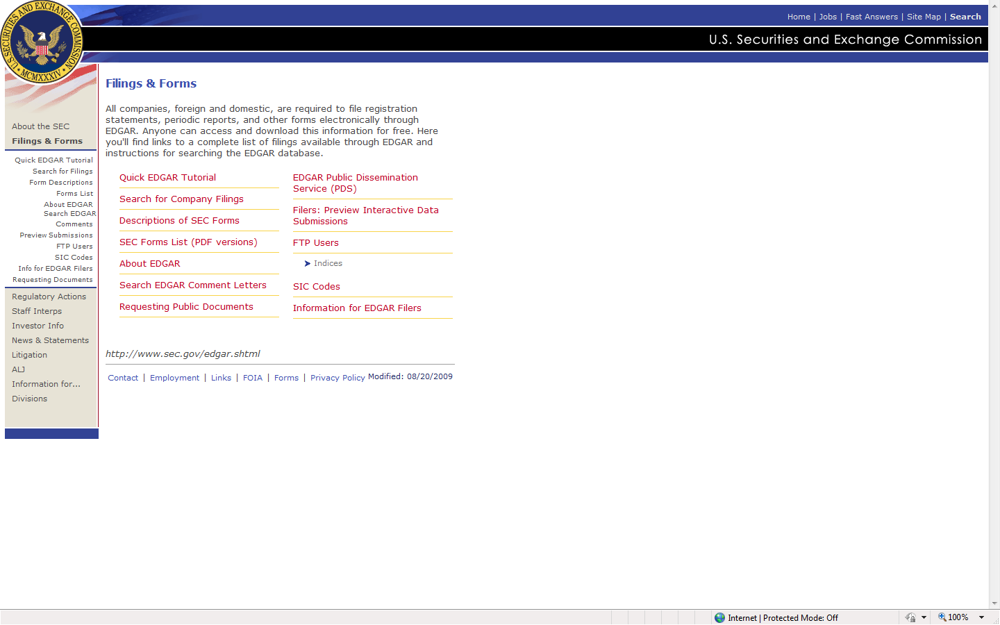 U.S. SECURITIES AND EXCHANGE COMMISSION
MCMXXXIV
Home | Jobs | Fast Answers | Site Map | Search
U.S. Securities and Exchange Commission
About the SEC
Filings & Forms
Quick EDGAR Tutorial
Search for Filings
Form Descriptions
Forms List
About EDGAR
Search EDGAR
Comments
Preview Submissions
FTP Users
SIC Codes
Info for EDGAR Filers
Requesting Documents
Regulatory Actions
Staff Interps
Investor Info
News & Statements
Litigation
ALJ
Information for...
Divisions
Filings & Forms
All companies, foreign and domestic, are required to file registration
statements, periodic reports, and other forms electronically through
EDGAR. Anyone can access and download this information for free. Here
you'll find links to a complete list of filings available through EDGAR and
instructions for searching the EDGAR database.
Quick EDGAR Tutorial
Search for Company Filings
Descriptions of SEC Forms
SEC Forms List (PDF versions)
About EDGAR
Search EDGAR Comment Letters
Requesting Public Documents
EDGAR Public Dissemination
Service (PDS)
Filers: Preview Interactive Data
Submissions
FTP Users
Indices
SIC Codes
Information for EDGAR Filers
http://www.sec.gov/edgar.shtml
Contact | Employment | Links | FOIA | Forms | Privacy Policy Modified: 08/20/2009
Internet | Protected Mode: Off
100%